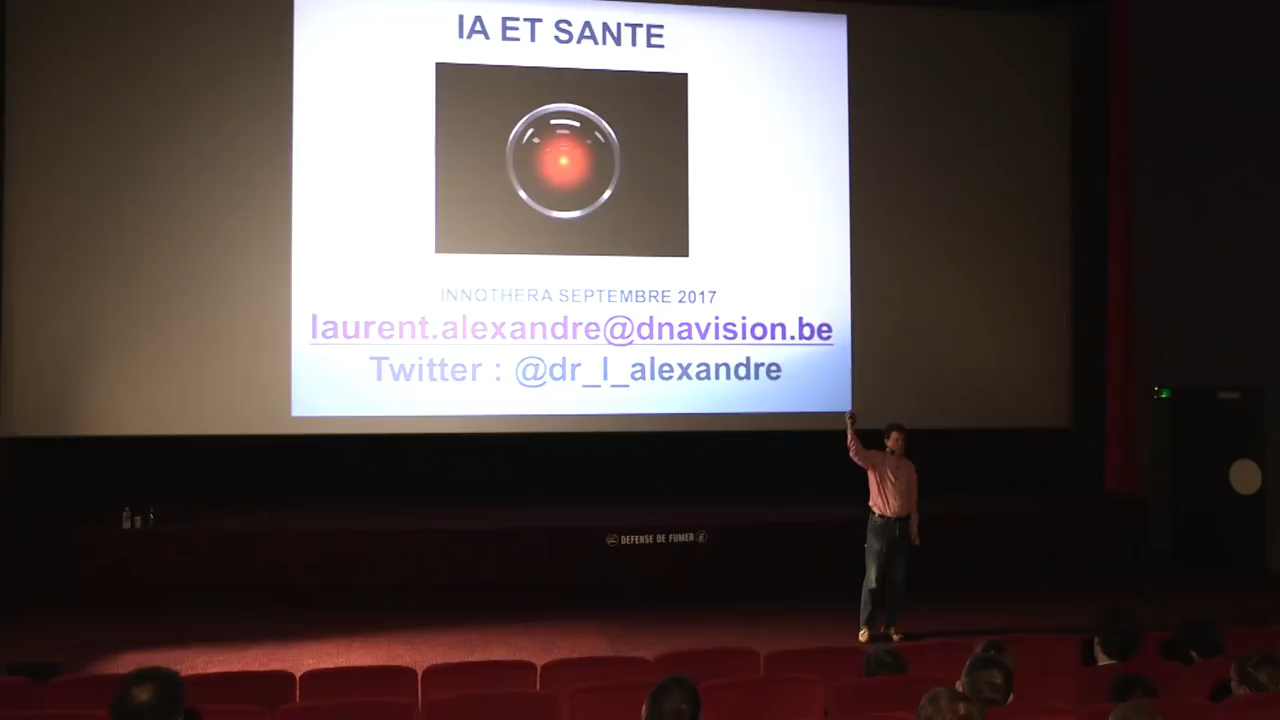 IA ET SANTE
INNOTHERA SEPTEMBRE 2017
laurent.alexandre@dnavision.be
Twitter : @dr_l_alexandre
DEFENSE DE FUMER